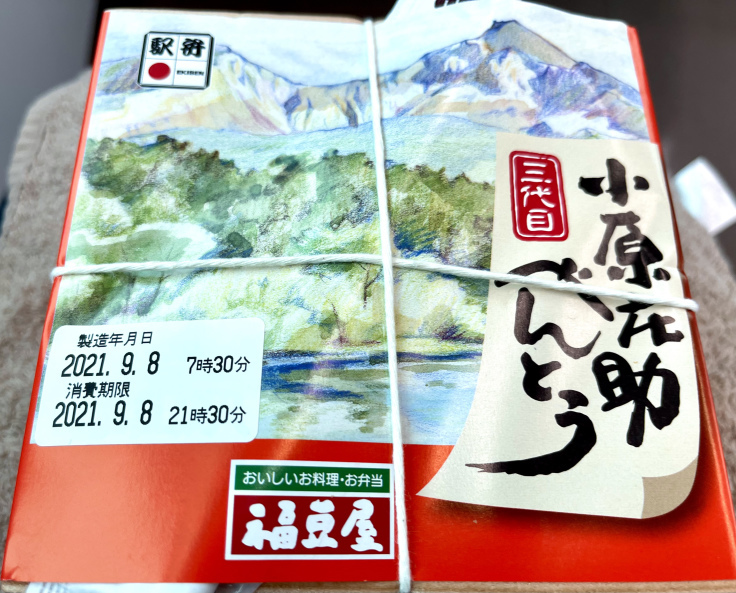 駅弁
EKIBEN
三代目
小原庄助
べんとう
製造年月日
2021. 9. 8 7時30分
消費期限
2021. 9. 8 21時30分
おいしいお料理・お弁当
福豆屋